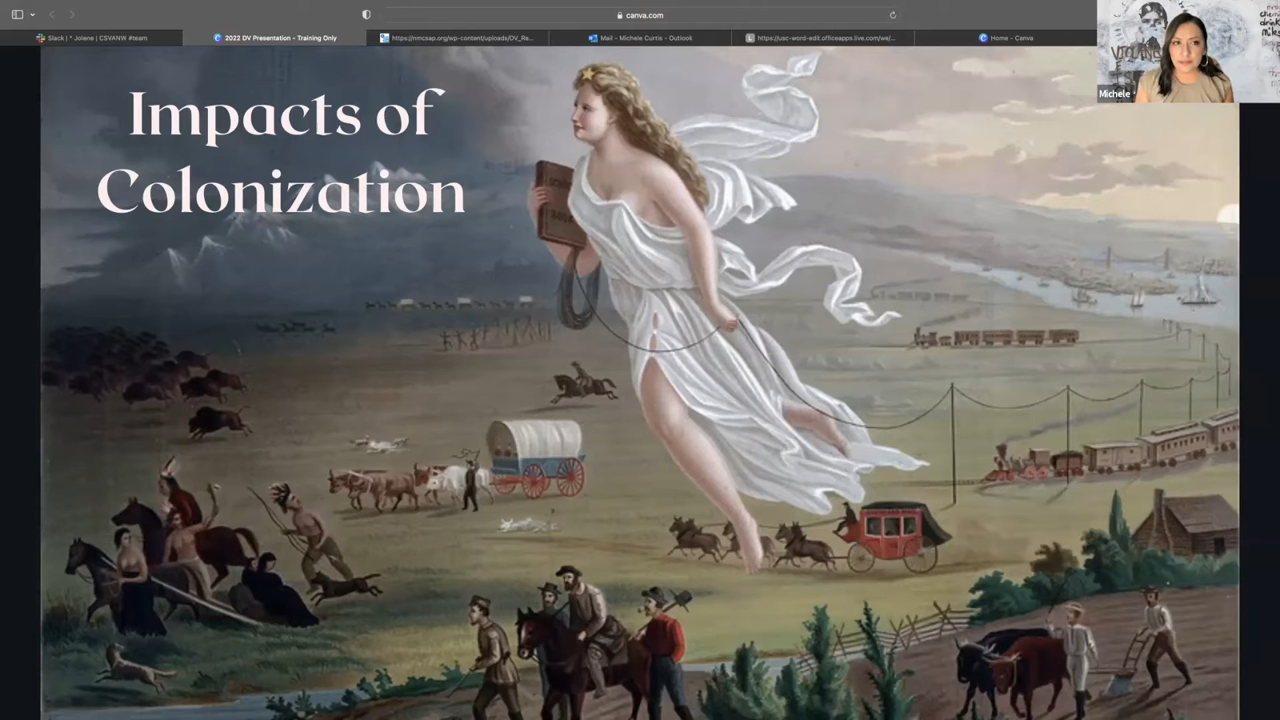 canva.com
Slack | * Jolene | CSVANW #team
2022 DV Presentation - Training Only
https://nmcsap.org/wp-content/uploads/DV_Re...
Mail - Michele Curtis - Outlook
https://usc-word-edit.officeapps.live.com/we/...
Home - Canva
Michele
Impacts of
Colonization